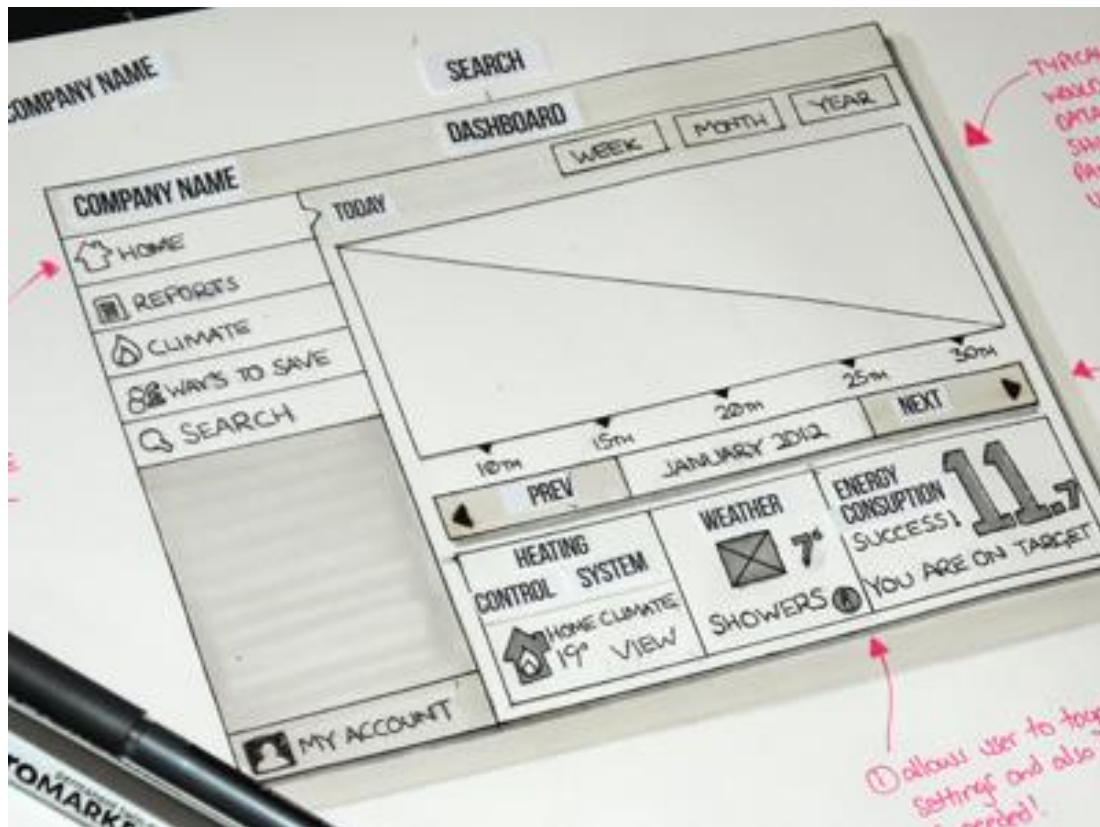 COMPANY NAME
SEARCH
DASHBOARD
WEEK
MONTH
YEAR
COMPANY NAME
TODAY
HOME
REPORTS
CLIMATE
WAYS TO SAVE
SEARCH
10TH
15TH
20TH
25TH
30TH
PREV
JANUARY 2012
NEXT
HEATING
CONTROL SYSTEM
HOME CLIMATE
19° VIEW
WEATHER
7°
SHOWERS
ENERGY
CONSUPTION
11.7
SUCCESS!
YOU ARE ON TARGET
MY ACCOUNT
① allows user to
settings and also
needed!